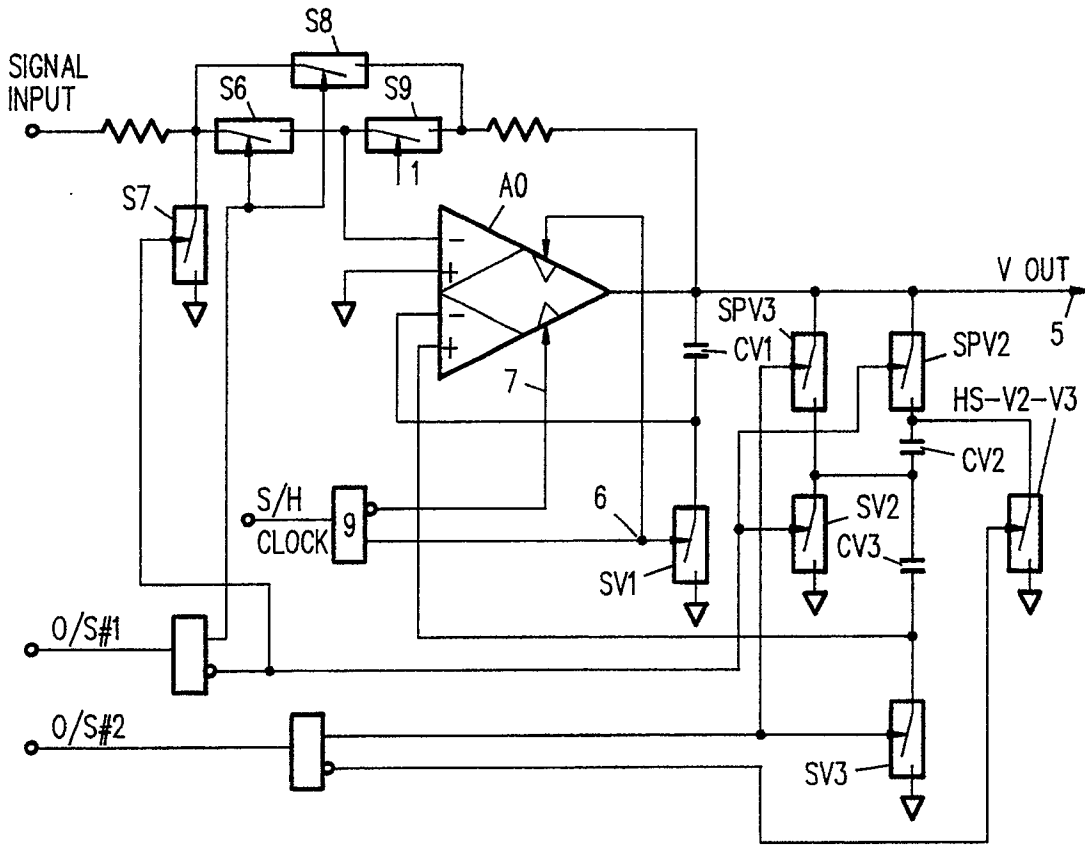 S8
SIGNAL
INPUT
S6
S9
1
S7
A0
V OUT
5
−
+
−
+
SPV3
SPV2
CV1
7
HS-V2-V3
CV2
S/H
CLOCK
9
6
SV2
CV3
SV1
O/S#1
O/S#2
SV3